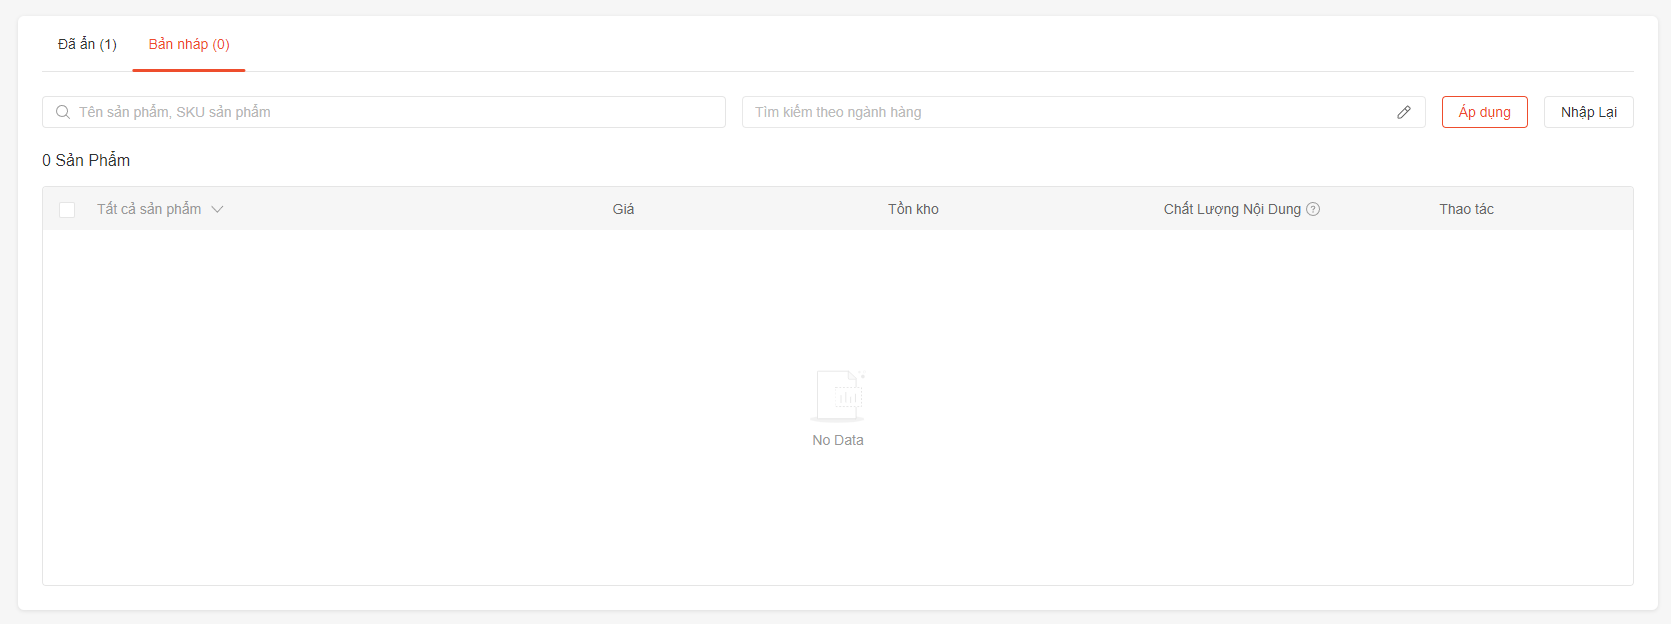 Đã ẩn (1) Bản nháp (0)
Tên sản phẩm, SKU sản phẩm Tìm kiếm theo ngành hàng Áp dụng Nhập Lại
0 Sản Phẩm
Tất cả sản phẩm Giá Tồn kho Chất Lượng Nội Dung ? Thao tác
No Data